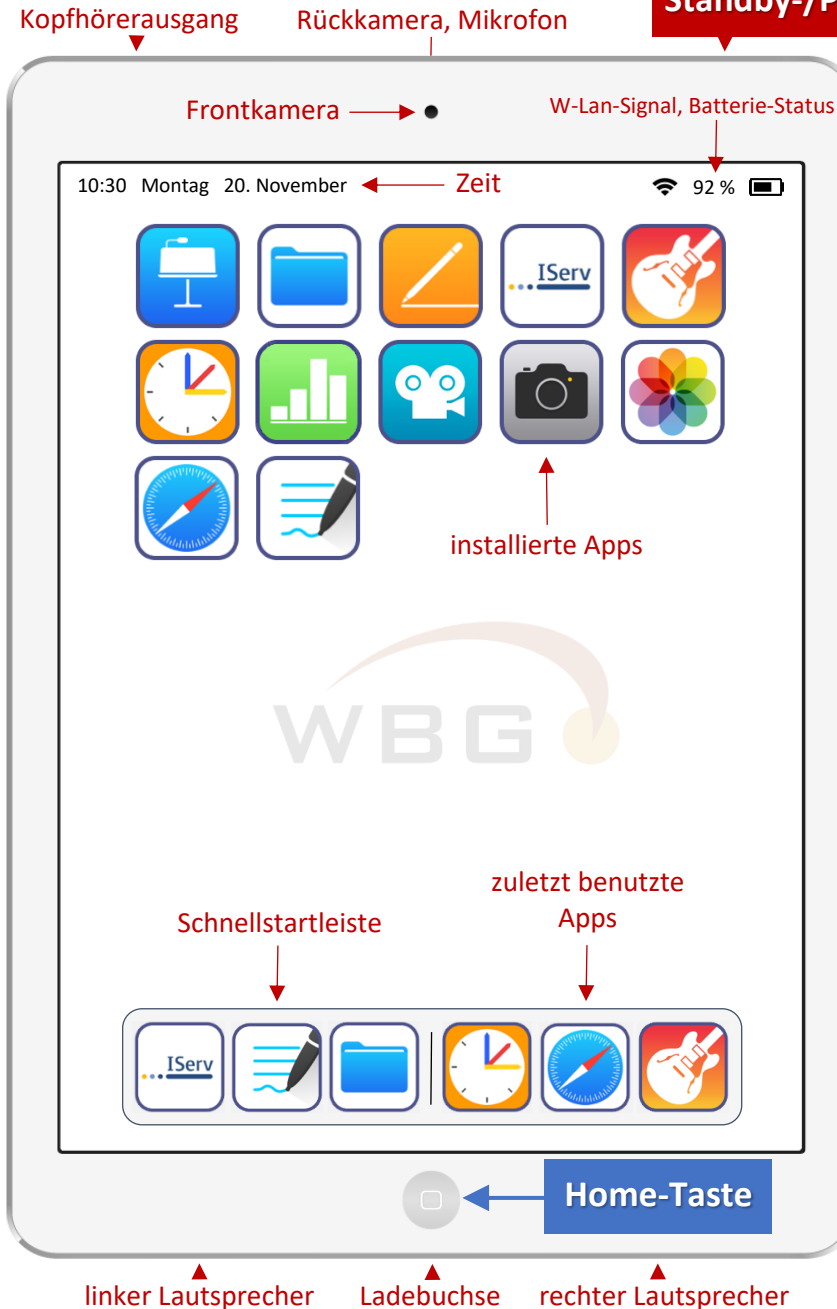 Standby-/P
Kopfhörerausgang
Rückkamera, Mikrofon
Frontkamera
W-Lan-Signal, Batterie-Status
10:30 Montag 20. November
Zeit
92 %
IServ
installierte Apps
WBG
zuletzt benutzte
Apps
Schnellstartleiste
IServ
Home-Taste
linker Lautsprecher
Ladebuchse
rechter Lautsprecher